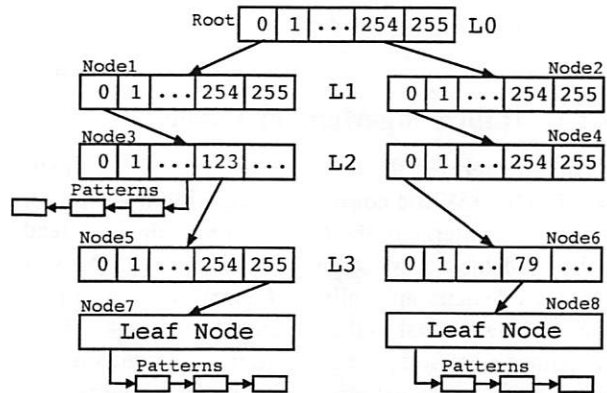 Root 0 1 ... 254 255 L0
Node1 Node2
0 1 ... 254 255 L1 0 1 ... 254 255
Node3 Node4
0 1 ... 123 ... L2 0 1 ... 254 255
Patterns
Node5 Node6
0 1 ... 254 255 L3 0 1 ... 79 ...
Node7 Node8
Leaf Node Leaf Node
Patterns Patterns